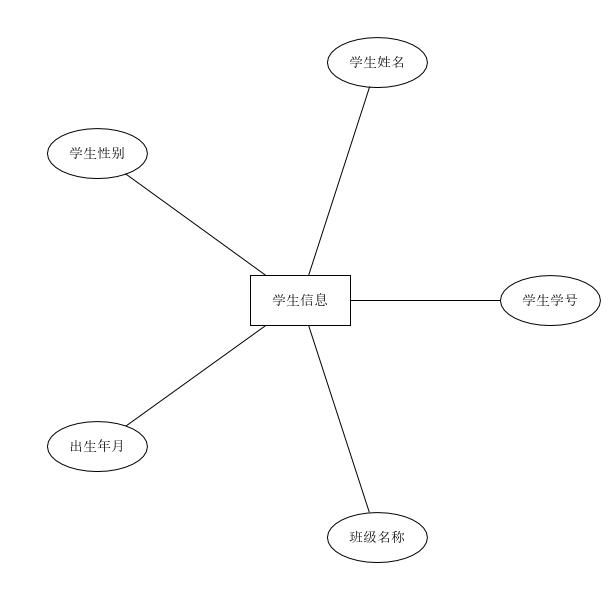 学生姓名
学生性别
学生信息
学生学号
出生年月
班级名称